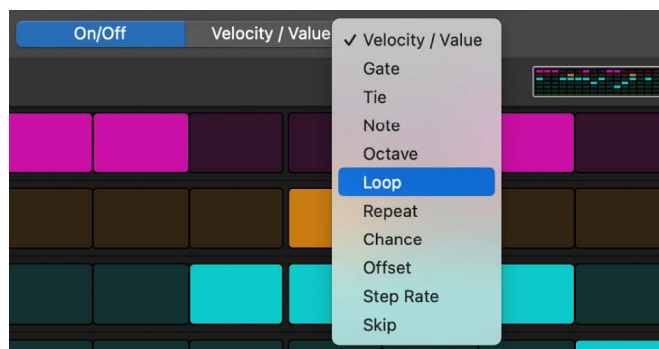 On/Off
Velocity / Value
✓ Velocity / Value
Gate
Tie
Note
Octave
Loop
Repeat
Chance
Offset
Step Rate
Skip